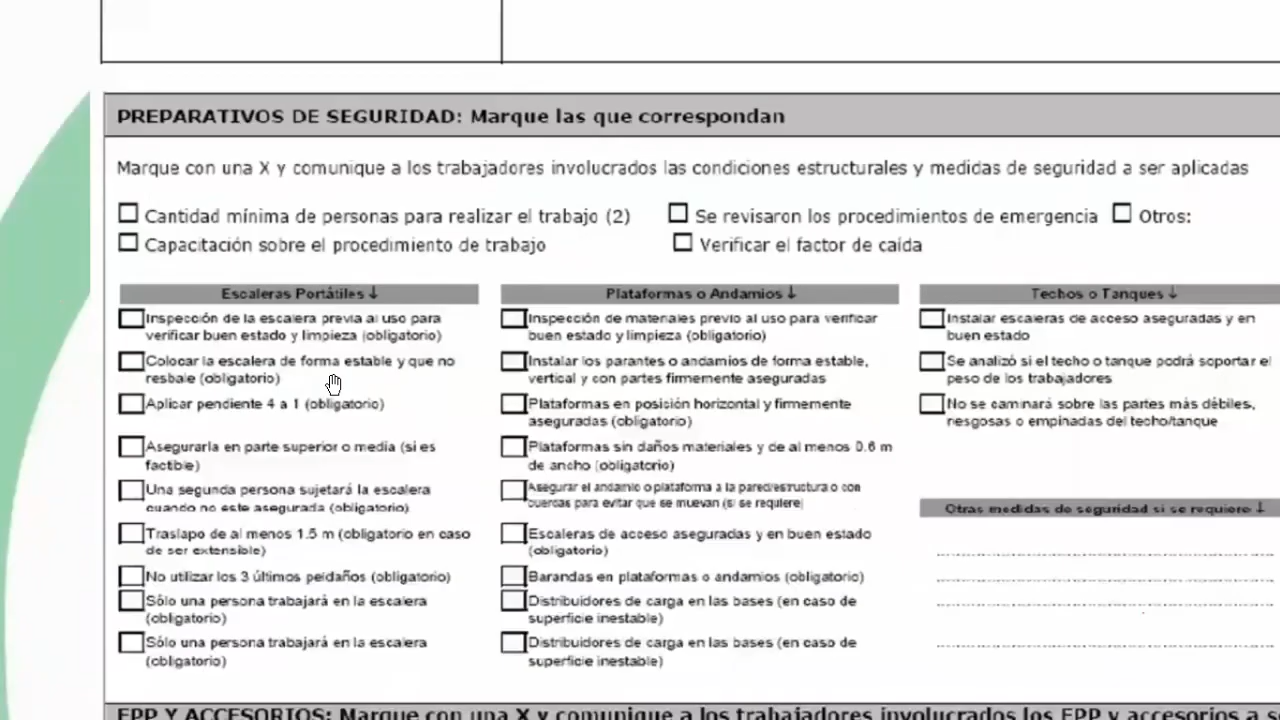 PREPARATIVOS DE SEGURIDAD: Marque las que correspondan
Marque con una X y comunique a los trabajadores involucrados las condiciones estructurales y medidas de seguridad a ser aplicadas
Cantidad mínima de personas para realizar el trabajo (2)
Se revisaron los procedimientos de emergencia
Otros:
Capacitación sobre el procedimiento de trabajo
Verificar el factor de caída
Escaleras Portátiles ↓
Inspección de la escalera previa al uso para
verificar buen estado y limpieza (obligatorio)
Colocar la escalera de forma estable y que no
resbale (obligatorio)
Aplicar pendiente 4 a 1 (obligatorio)
Asegurarla en parte superior o media (si es
factible)
Una segunda persona sujetará la escalera
cuando no este asegurada (obligatorio)
Traslapo de al menos 1.5 m (obligatorio en caso
de ser extensible)
No utilizar los 3 últimos peldaños (obligatorio)
Sólo una persona trabajará en la escalera
(obligatorio)
Sólo una persona trabajará en la escalera
(obligatorio)
Plataformas o Andamios ↓
Inspección de materiales previo al uso para verificar
buen estado y limpieza (obligatorio)
Instalar los parantes o andamios de forma estable,
vertical y con partes firmemente aseguradas
Plataformas en posición horizontal y firmemente
aseguradas (obligatorio)
Plataformas sin daños materiales y de al menos 0.6 m
de ancho (obligatorio)
Asegurar el andamio o plataforma a la pared/estructura o con
cuerdas para evitar que se muevan (si se requiere)
Escaleras de acceso aseguradas y en buen estado
(obligatorio)
Barandas en plataformas o andamios (obligatorio)
Distribuidores de carga en las bases (en caso de
superficie inestable)
Distribuidores de carga en las bases (en caso de
superficie inestable)
Techos o Tanques ↓
Instalar escaleras de acceso aseguradas y en
buen estado
Se analizó si el techo o tanque podrá soportar el
peso de los trabajadores
No se caminará sobre las partes más débiles,
riesgosas o empinadas del techo/tanque
Otras medidas de seguridad si se requiere ↓
EPP Y ACCESORIOS: Marque con una X y comunique a los trabajadores involucrados los EPP y accesorios a s